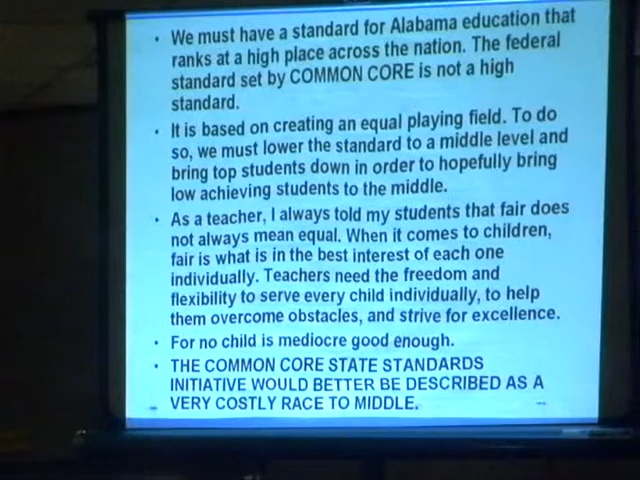 • We must have a standard for Alabama education that
ranks at a high place across the nation. The federal
standard set by COMMON CORE is not a high
standard.
• It is based on creating an equal playing field. To do
so, we must lower the standard to a middle level and
bring top students down in order to hopefully bring
low achieving students to the middle.
• As a teacher, I always told my students that fair does
not always mean equal. When it comes to children,
fair is what is in the best interest of each one
individually. Teachers need the freedom and
flexibility to serve every child individually, to help
them overcome obstacles, and strive for excellence.
• For no child is mediocre good enough.
• THE COMMON CORE STATE STANDARDS
INITIATIVE WOULD BETTER BE DESCRIBED AS A
VERY COSTLY RACE TO MIDDLE.